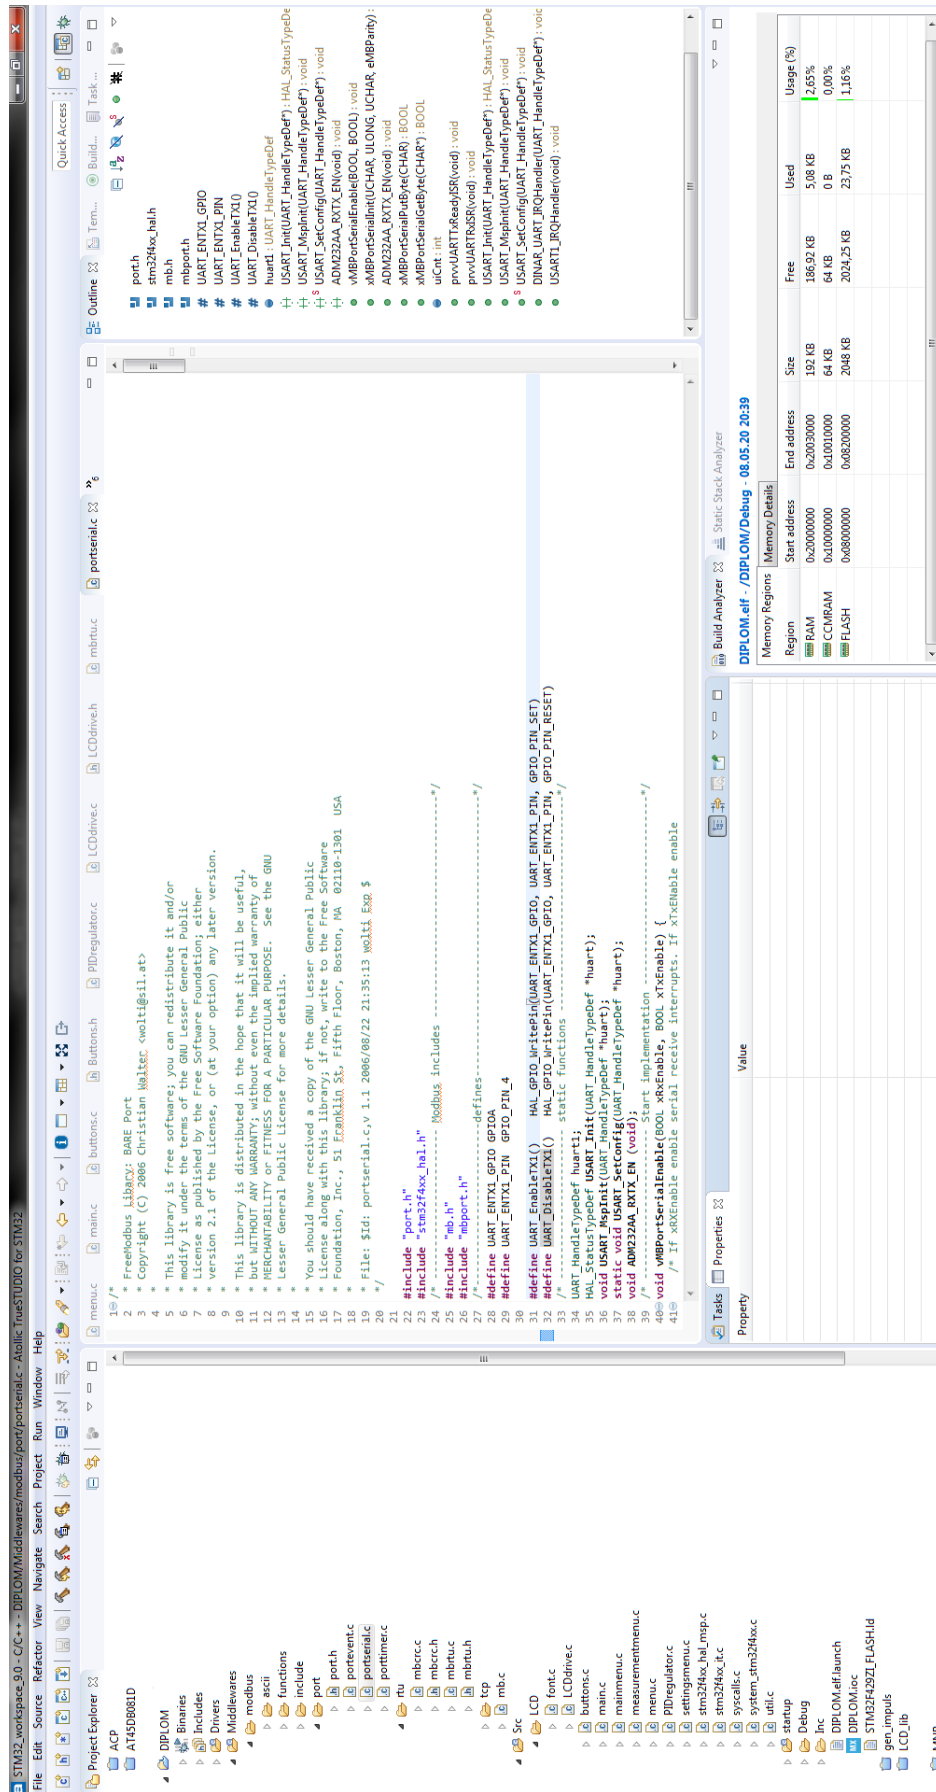 STM32_workspace_9.0 - C/C++ - DIPLOM/Middlewares/modbus/port/portserial.c - Atollic TrueSTUDIO for STM32
File Edit Source Refactor View Navigate Search Project Run Window Help
Quick Access
Project Explorer
ACP
AT45DB081D
DIPLOM
Binaries
Includes
Drivers
Middlewares
modbus
ascii
functions
include
port
port.h
portevent.c
portserial.c
porttimer.c
rtu
mbcrc.c
mbcrc.h
mbrtu.c
mbrtu.h
tcp
mb.c
Src
LCD
font.c
LCDdrive.c
buttons.c
main.c
mainmenu.c
measurementmenu.c
menu.c
PIDregulator.c
settingsmenu.c
stm32f4xx_hal_msp.c
stm32f4xx_it.c
syscalls.c
system_stm32f4xx.c
util.c
startup
Debug
Inc
DIPLOM.elf.launch
DIPLOM.ioc
STM32F429ZI_FLASH.ld
gen_impuls
LCD_lib
menu.c main.c buttons.c Buttons.h PIDregulator.c LCDdrive.c LCDdrive.h mbrtu.c portserial.c »6
1 /*
2 * FreeModbus Libary: BARE Port
3 * Copyright (C) 2006 Christian Walter <wolti@sil.at>
4 *
5 * This library is free software; you can redistribute it and/or
6 * modify it under the terms of the GNU Lesser General Public
7 * License as published by the Free Software Foundation; either
8 * version 2.1 of the License, or (at your option) any later version.
9 *
10 * This library is distributed in the hope that it will be useful,
11 * but WITHOUT ANY WARRANTY; without even the implied warranty of
12 * MERCHANTABILITY or FITNESS FOR A PARTICULAR PURPOSE. See the GNU
13 * Lesser General Public License for more details.
14 *
15 * You should have received a copy of the GNU Lesser General Public
16 * License along with this library; if not, write to the Free Software
17 * Foundation, Inc., 51 Franklin St, Fifth Floor, Boston, MA 02110-1301 USA
18 *
19 * File: $Id: portserial.c,v 1.1 2006/08/22 21:35:13 wolti Exp $
20 */
21
22 #include "port.h"
23 #include "stm32f4xx_hal.h"
24 /*----------------------- Modbus includes ----------------------------------*/
25 #include "mb.h"
26 #include "mbport.h"
27 /*-----------------------defines-----------------------------------*/
28 #define UART_ENTX1_GPIO GPIOA
29 #define UART_ENTX1_PIN GPIO_PIN_4
30
31 #define UART_EnableTX1() HAL_GPIO_WritePin(UART_ENTX1_GPIO, UART_ENTX1_PIN, GPIO_PIN_SET)
32 #define UART_DisableTX1() HAL_GPIO_WritePin(UART_ENTX1_GPIO, UART_ENTX1_PIN, GPIO_PIN_RESET)
33 /*----------------------- static functions ---------------------------------*/
34 UART_HandleTypeDef huart1;
35 HAL_StatusTypeDef USART_Init(UART_HandleTypeDef *huart);
36 void USART_MspInit(UART_HandleTypeDef *huart);
37 static void USART_SetConfig(UART_HandleTypeDef *huart);
38 void ADM232AA_RXTX_EN (void);
39 /*----------------------- Start implementation -----------------------------*/
40 void vMBPortSerialEnable(BOOL xRxEnable, BOOL xTxEnable) {
41 /* If xRXEnable enable serial receive interrupts. If xTxENable enable
Outline Tem... Build... Task ...
port.h
stm32f4xx_hal.h
mb.h
mbport.h
UART_ENTX1_GPIO
UART_ENTX1_PIN
UART_EnableTX1()
UART_DisableTX1()
huart1 : UART_HandleTypeDef
USART_Init(UART_HandleTypeDef*) : HAL_StatusTypeDe
USART_MspInit(UART_HandleTypeDef*) : void
USART_SetConfig(UART_HandleTypeDef*) : void
ADM232AA_RXTX_EN(void) : void
vMBPortSerialEnable(BOOL, BOOL) : void
xMBPortSerialInit(UCHAR, ULONG, UCHAR, eMBParity) :
ADM232AA_RXTX_EN(void) : void
xMBPortSerialPutByte(CHAR) : BOOL
xMBPortSerialGetByte(CHAR*) : BOOL
uiCnt : int
prvvUARTTxReadyISR(void) : void
prvvUARTRxISR(void) : void
USART_Init(UART_HandleTypeDef*) : HAL_StatusTypeDe
USART_MspInit(UART_HandleTypeDef*) : void
USART_SetConfig(UART_HandleTypeDef*) : void
DINAR_UART_IRQHandler(UART_HandleTypeDef*) : voic
USART1_IRQHandler(void) : void
Tasks Properties
Property Value
Build Analyzer Static Stack Analyzer
DIPLOM.elf - /DIPLOM/Debug - 08.05.20 20:39
Memory Regions Memory Details
Region Start address End address Size Free Used Usage (%)
RAM 0x20000000 0x20030000 192 KB 186,92 KB 5,08 KB 2,65%
CCMRAM 0x10000000 0x10010000 64 KB 64 KB 0 B 0,00%
FLASH 0x08000000 0x08200000 2048 KB 2024,25 KB 23,75 KB 1,16%